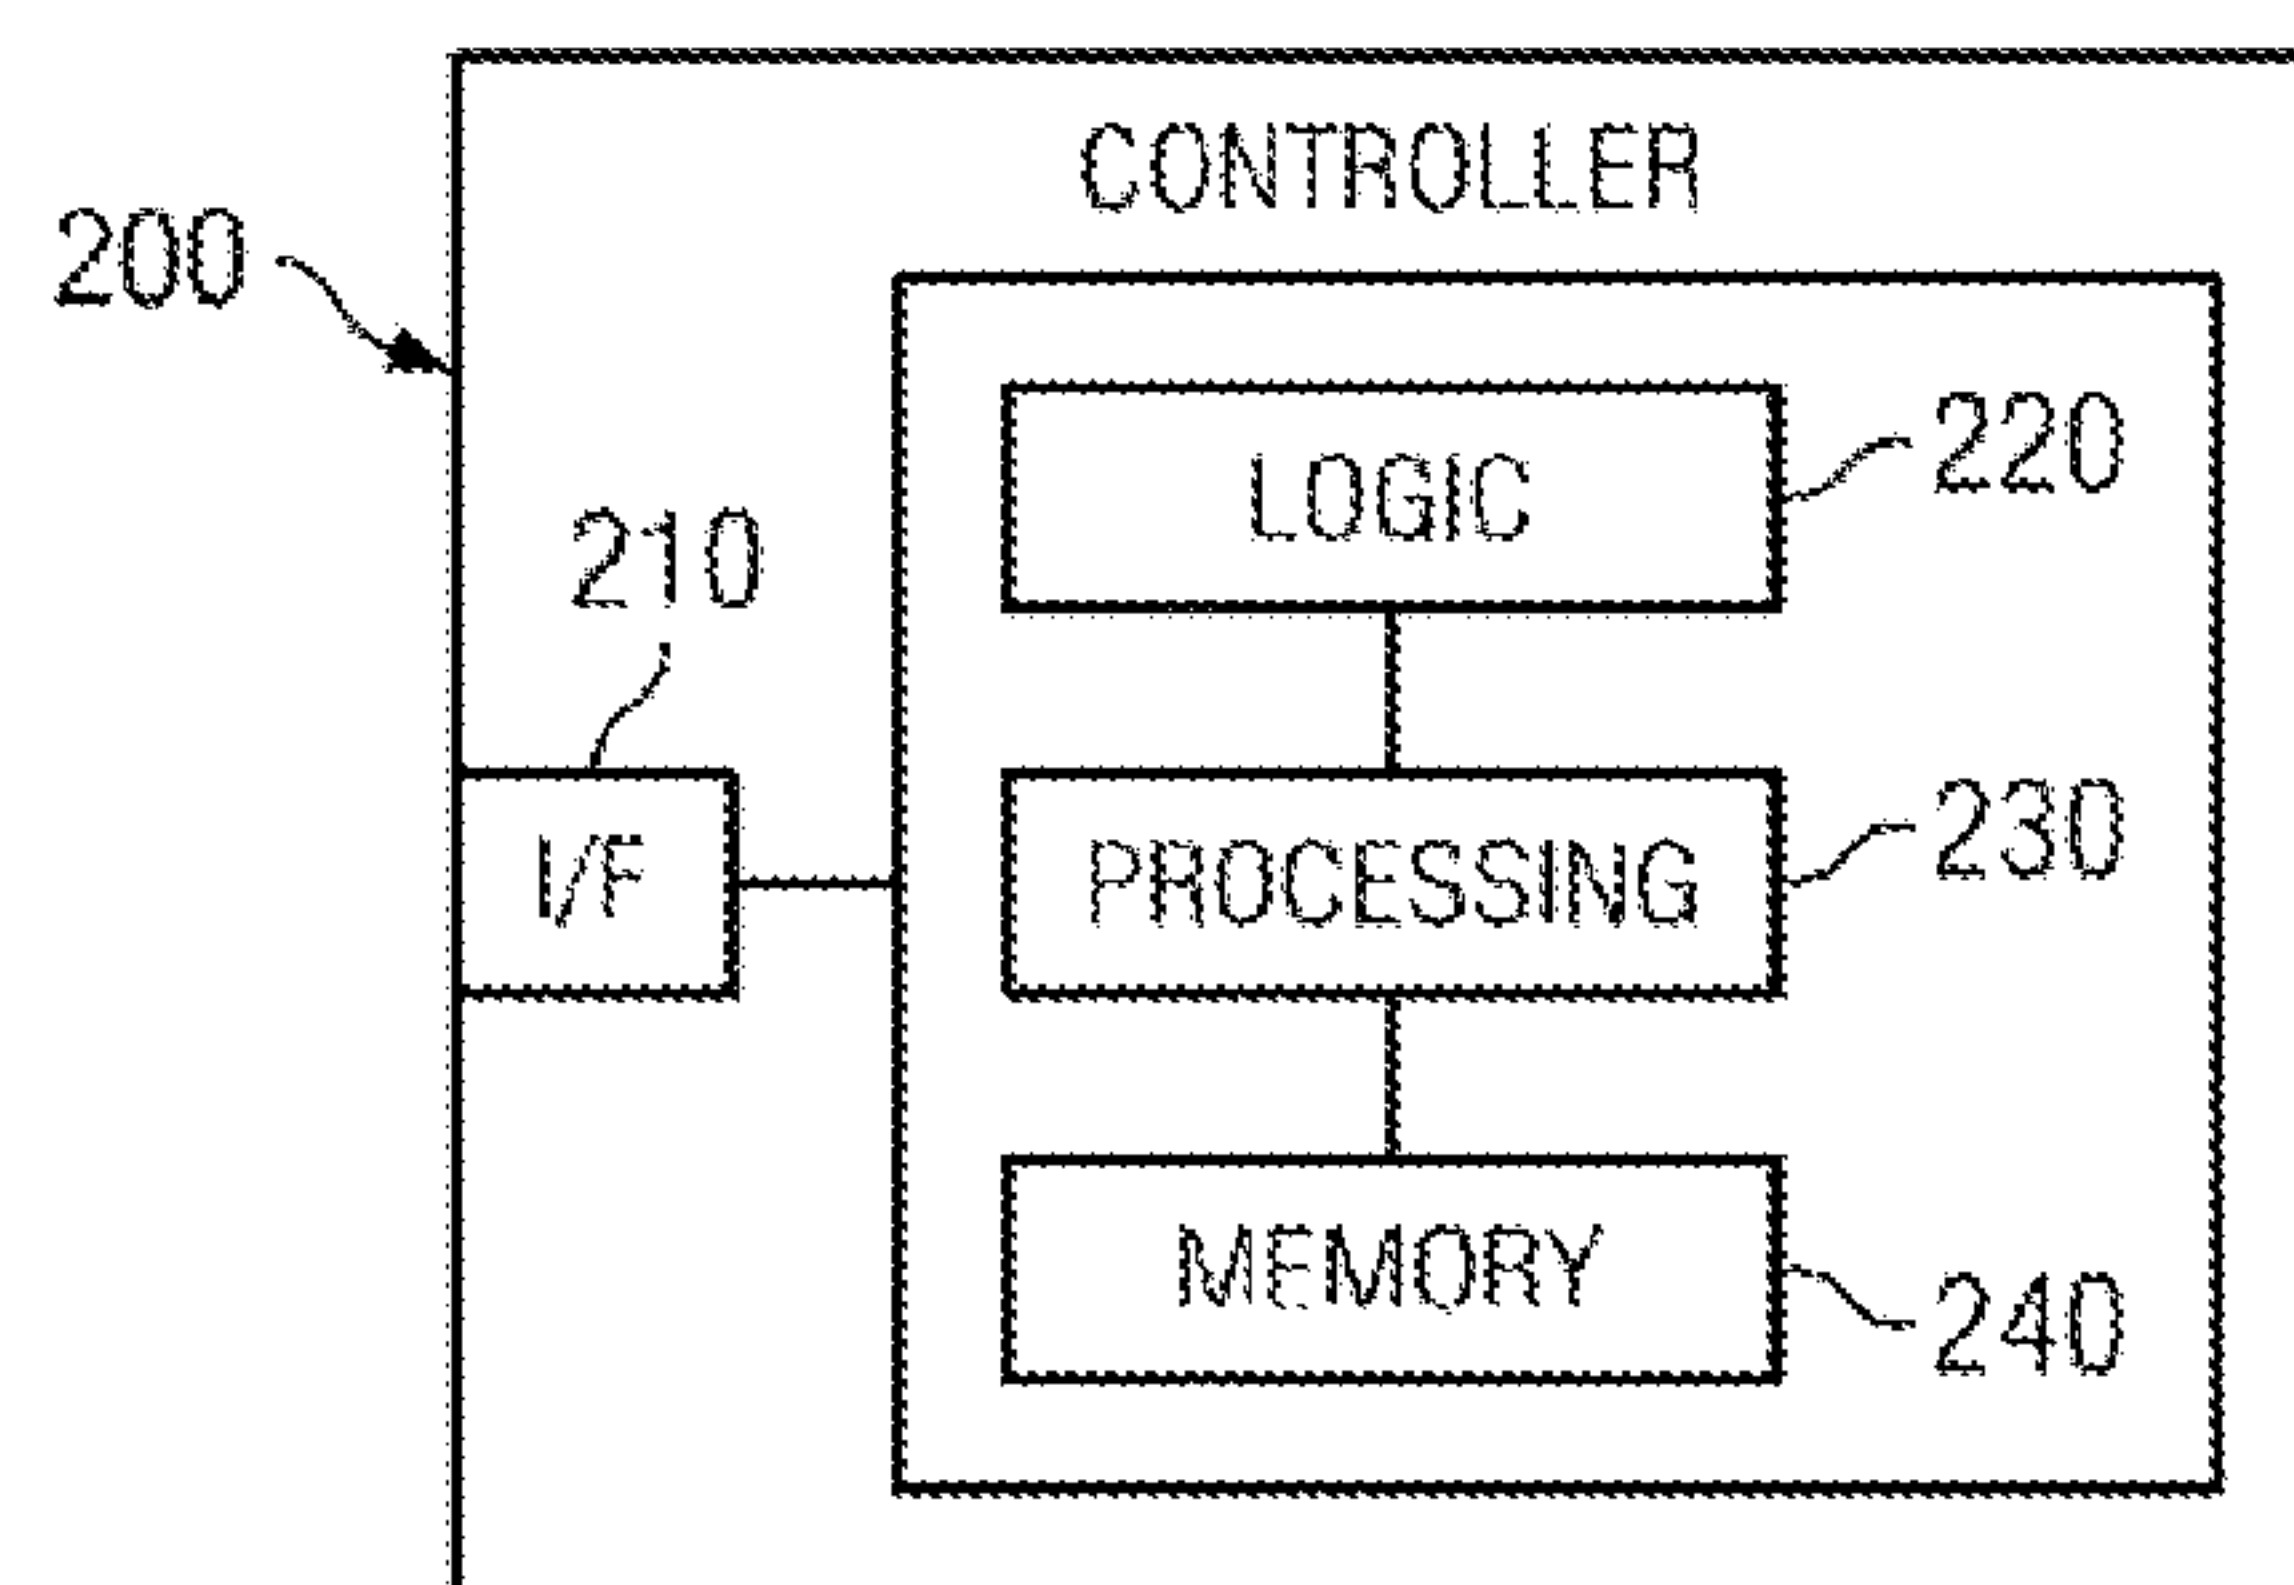 CONTROLLER
200
LOGIC
220
210
I/F
PROCESSING
230
MEMORY
240